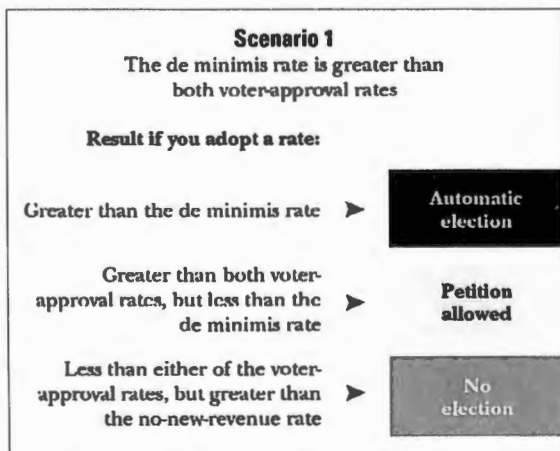 Scenario 1
The de minimis rate is greater than
both voter-approval rates
Result if you adopt a rate:
Greater than the de minimis rate ➤ Automatic
election
Greater than both voter-
approval rates, but less than the
de minimis rate ➤ Petition
allowed
Less than either of the voter-
approval rates, but greater than
the no-new-revenue rate ➤ No
election